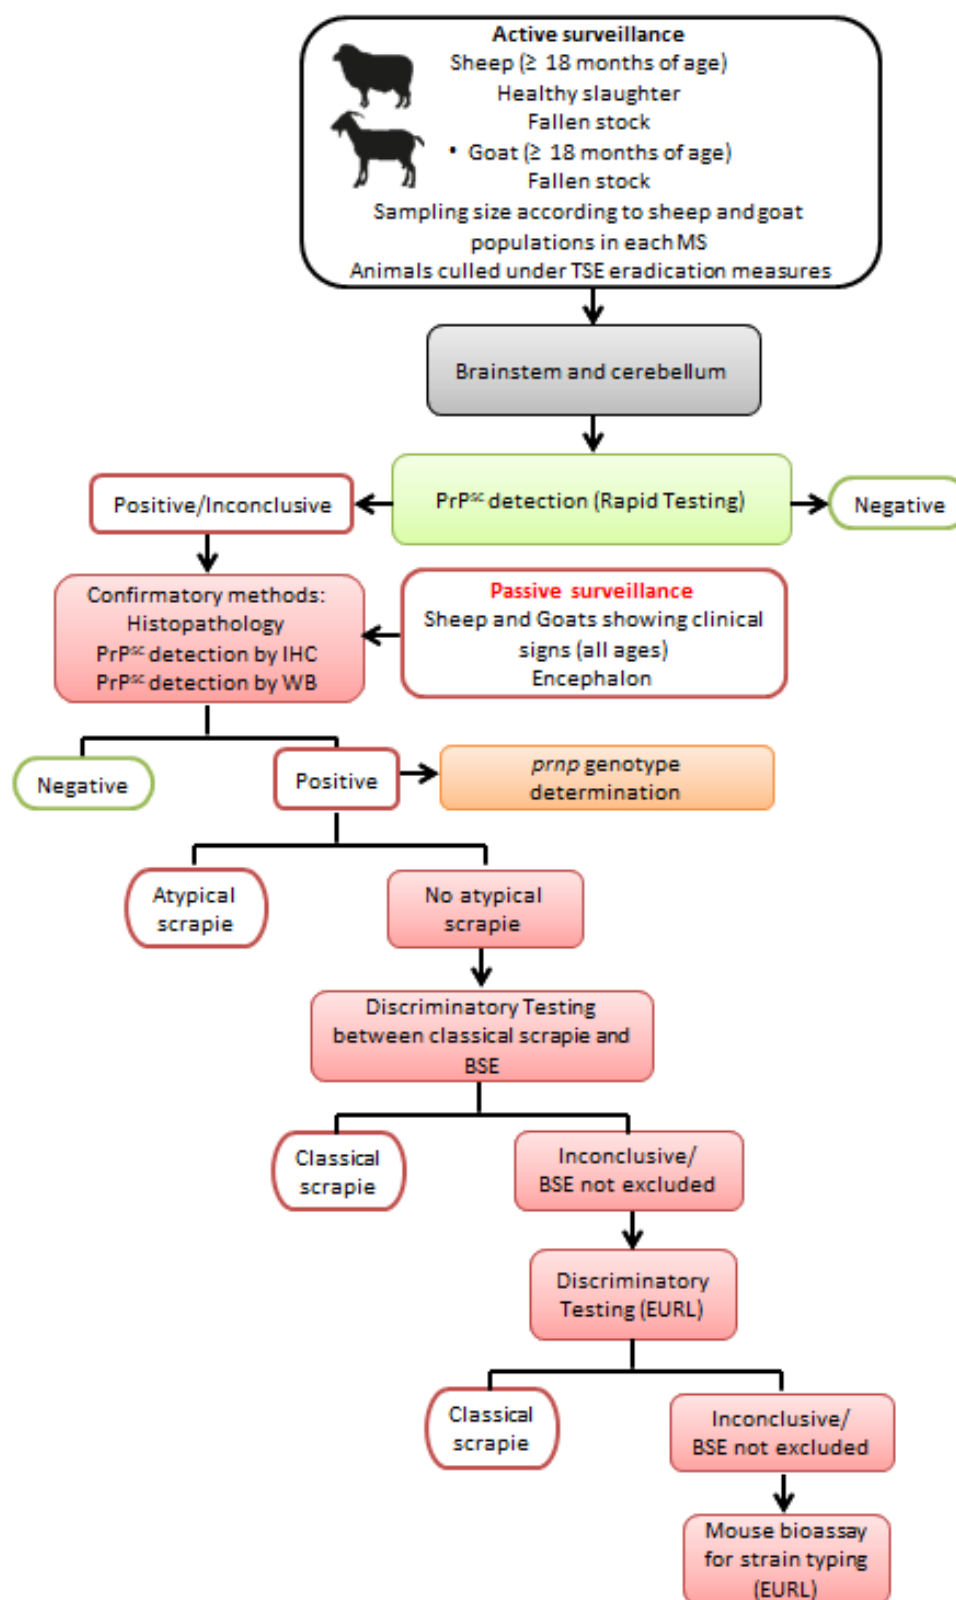 Active surveillance
Sheep (≥ 18 months of age)
Healthy slaughter
Fallen stock
• Goat (≥ 18 months of age)
Fallen stock
Sampling size according to sheep and goat
populations in each MS
Animals culled under TSE eradication measures
Brainstem and cerebellum
Positive/Inconclusive
PrPˢᶜ detection (Rapid Testing)
Negative
Confirmatory methods:
Histopathology
PrPˢᶜ detection by IHC
PrPˢᶜ detection by WB
Passive surveillance
Sheep and Goats showing clinical
signs (all ages)
Encephalon
Negative
Positive
prnp genotype
determination
Atypical
scrapie
No atypical
scrapie
Discriminatory Testing
between classical scrapie and
BSE
Classical
scrapie
Inconclusive/
BSE not excluded
Discriminatory
Testing (EURL)
Classical
scrapie
Inconclusive/
BSE not excluded
Mouse bioassay
for strain typing
(EURL)